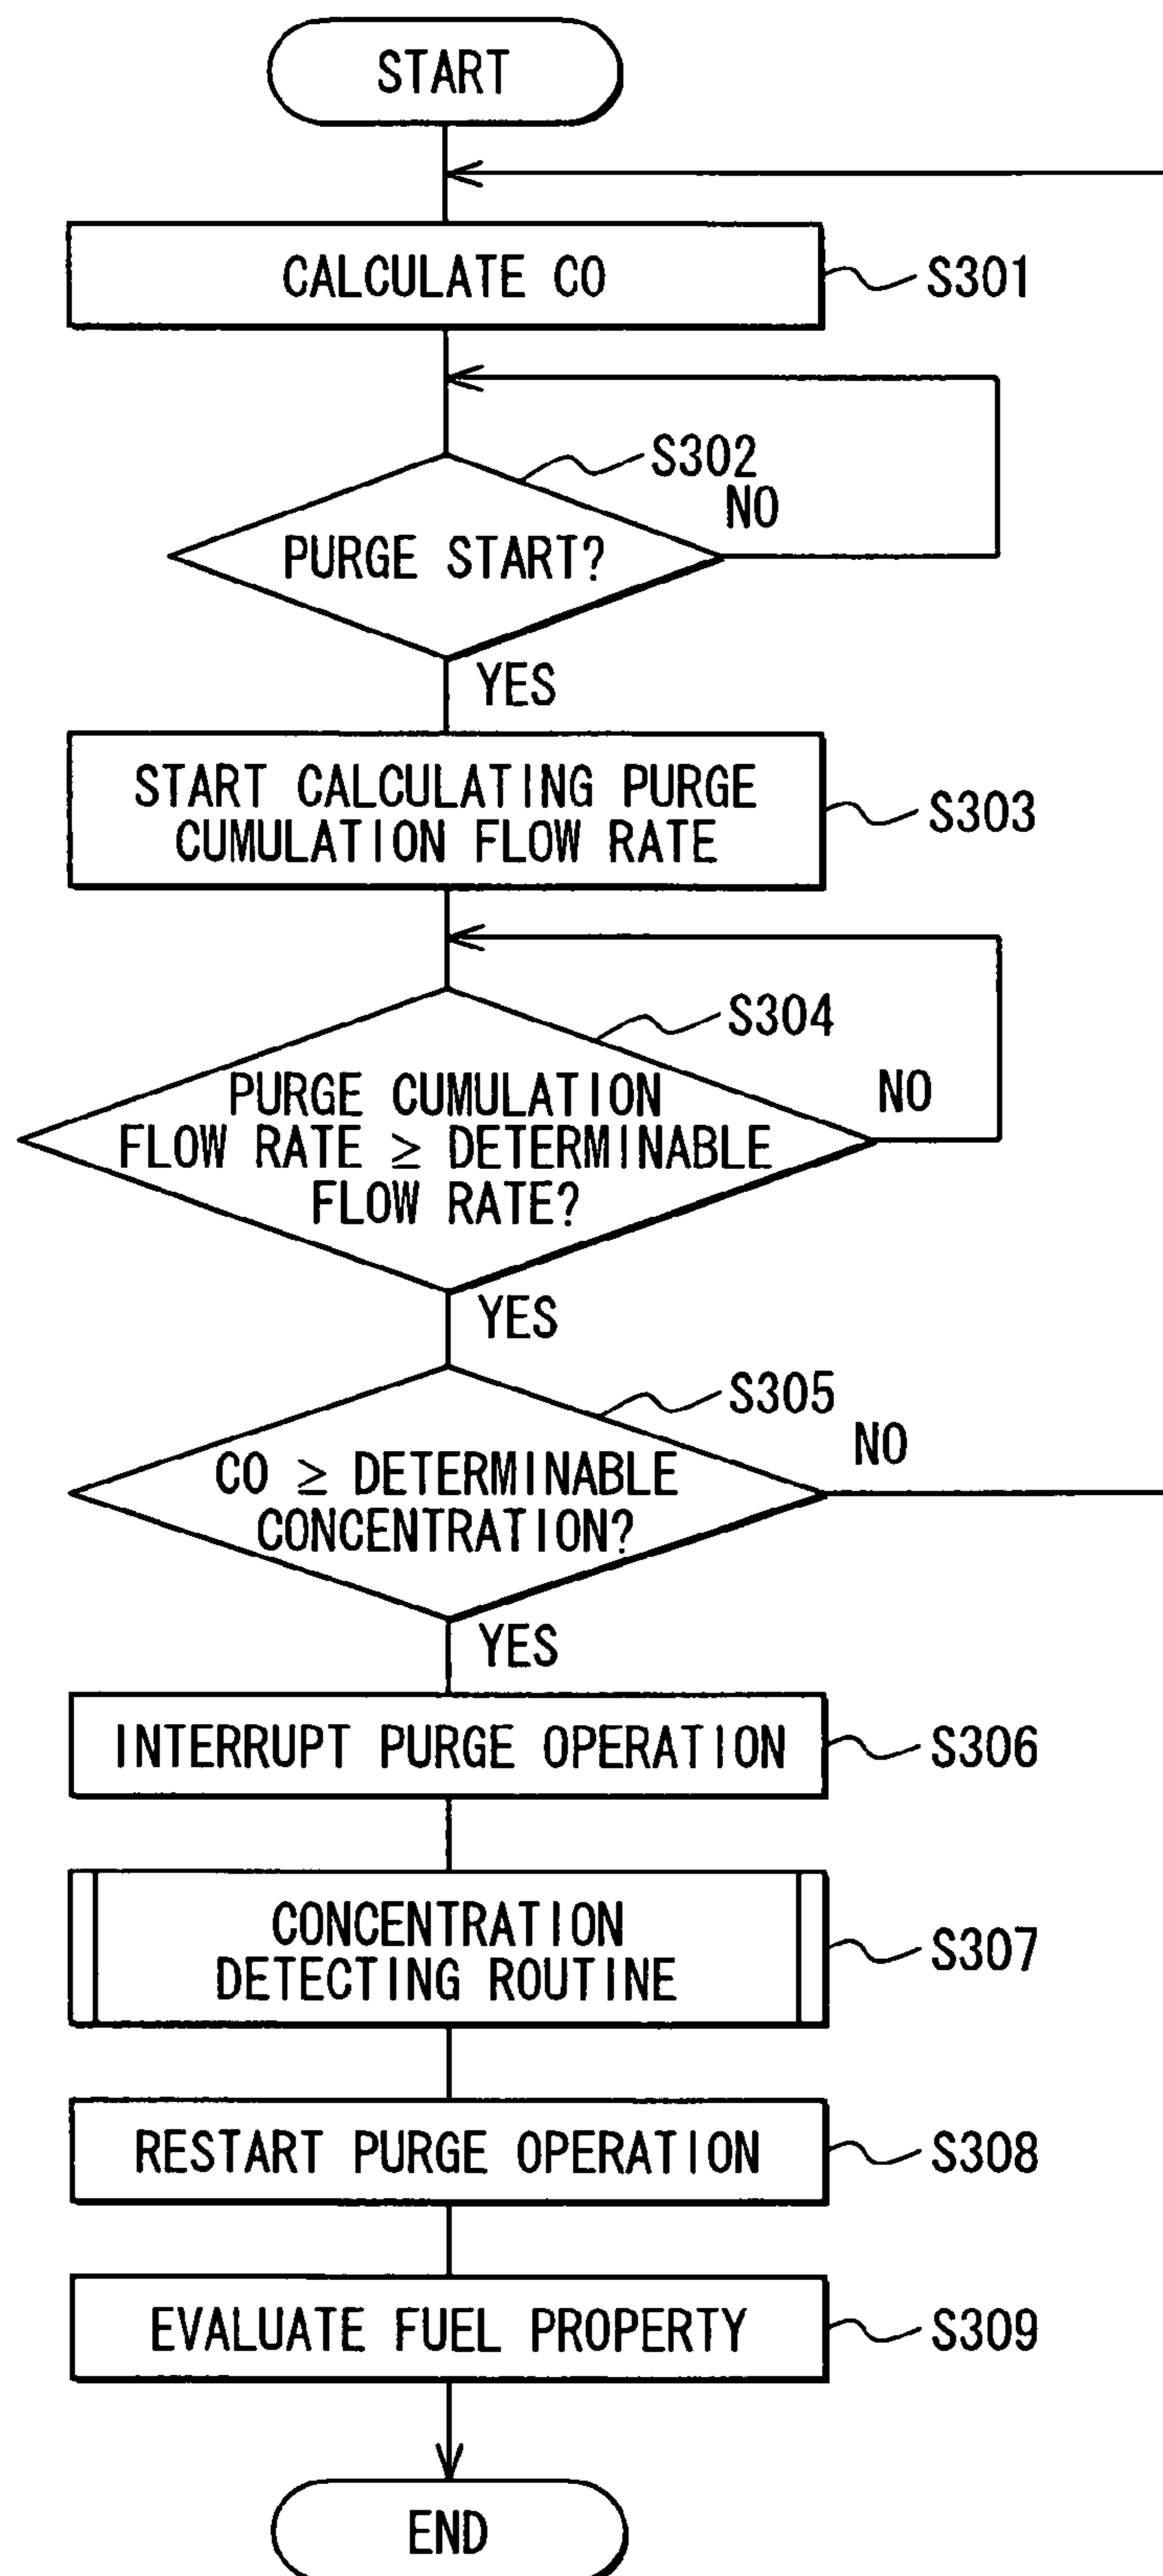 START
CALCULATE CO
S301
S302
NO
PURGE START?
YES
START CALCULATING PURGE
CUMULATION FLOW RATE
S303
S304
NO
PURGE CUMULATION
FLOW RATE ≥ DETERMINABLE
FLOW RATE?
YES
S305
NO
CO ≥ DETERMINABLE
CONCENTRATION?
YES
INTERRUPT PURGE OPERATION
S306
CONCENTRATION
DETECTING ROUTINE
S307
RESTART PURGE OPERATION
S308
EVALUATE FUEL PROPERTY
S309
END